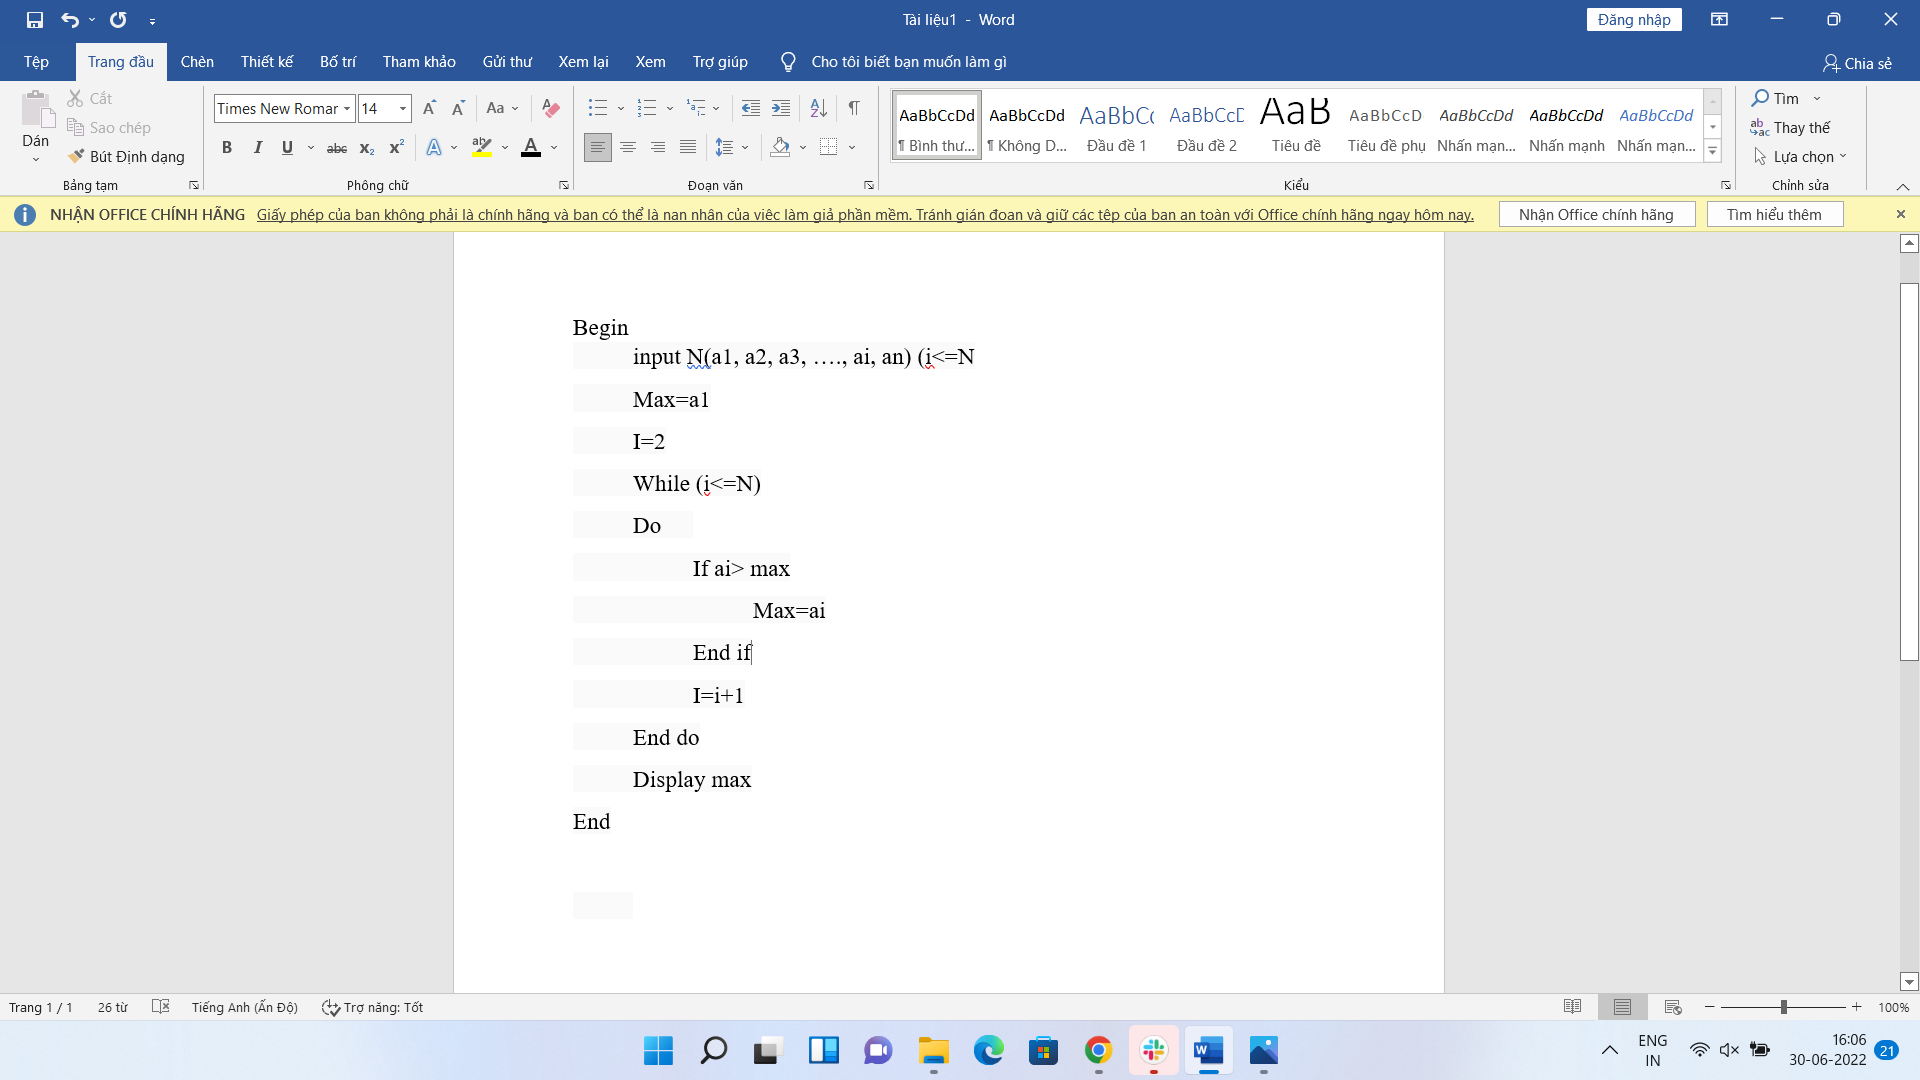 Tài liệu1 - Word
Đăng nhập
Tệp Trang đầu Chèn Thiết kế Bố trí Tham khảo Gửi thư Xem lại Xem Trợ giúp Cho tôi biết bạn muốn làm gì Chia sẻ
Dán
Cắt
Sao chép
Bút Định dạng
Bảng tạm
Times New Romar 14 Aa
B I U abc x₂ x² A ab A
Phông chữ
Đoạn văn
AaBbCcDd AaBbCcDd AaBbCc AaBbCcD AaB AaBbCcD AaBbCcDd AaBbCcDd AaBbCcDd
¶ Bình thư... ¶ Không D... Đầu đề 1 Đầu đề 2 Tiêu đề Tiêu đề phụ Nhấn mạn... Nhấn mạnh Nhấn mạn...
Kiểu
Tìm
Thay thế
Lựa chọn
Chỉnh sửa
NHẬN OFFICE CHÍNH HÃNG Giấy phép của bạn không phải là chính hãng và bạn có thể là nạn nhân của việc làm giả phần mềm. Tránh gián đoạn và giữ các tệp của bạn an toàn với Office chính hãng ngay hôm nay. Nhận Office chính hãng Tìm hiểu thêm
Begin
input N(a1, a2, a3, …., ai, an) (i<=N
Max=a1
I=2
While (i<=N)
Do
If ai> max
Max=ai
End if
I=i+1
End do
Display max
End
Trang 1 / 1 26 từ Tiếng Anh (Ấn Độ) Trợ năng: Tốt 100%
ENG
IN
16:06
30-06-2022
21